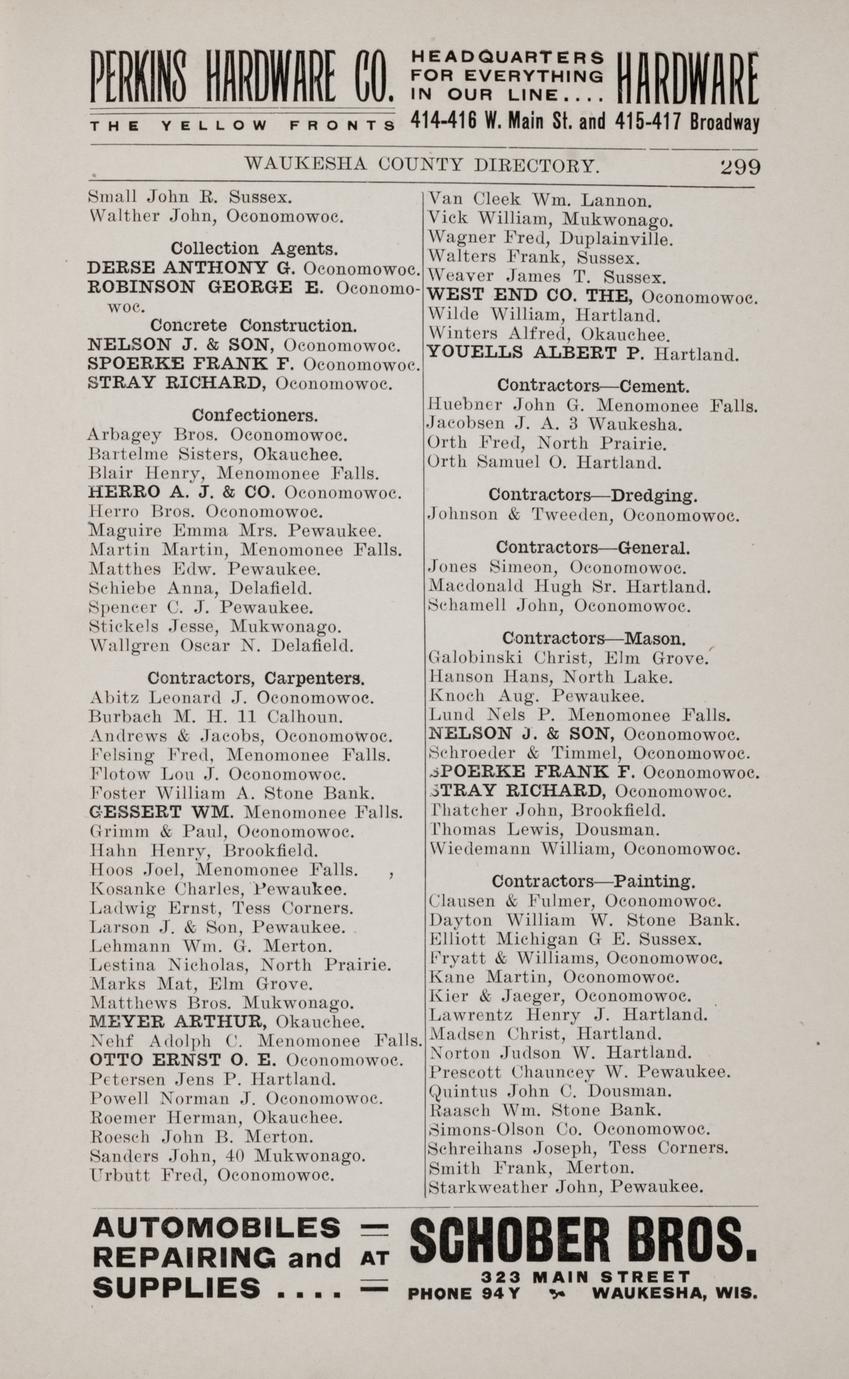 PERKINS HARDWARE CO.
THE YELLOW FRONTS
HEADQUARTERS
FOR EVERYTHING
IN OUR LINE....
HARDWARE
414-416 W. Main St. and 415-417 Broadway
WAUKESHA COUNTY DIRECTORY. 299
Small John R. Sussex.
Walther John, Oconomowoc.
Collection Agents.
DERSE ANTHONY G. Oconomowoc.
ROBINSON GEORGE E. Oconomo-
woc.
Concrete Construction.
NELSON J. & SON, Oconomowoc.
SPOERKE FRANK F. Oconomowoc.
STRAY RICHARD, Oconomowoc.
Confectioners.
Arbagey Bros. Oconomowoc.
Bartelme Sisters, Okauchee.
Blair Henry, Menomonee Falls.
HERRO A. J. & CO. Oconomowoc.
Herro Bros. Oconomowoc.
Maguire Emma Mrs. Pewaukee.
Martin Martin, Menomonee Falls.
Matthes Edw. Pewaukee.
Schiebe Anna, Delafield.
Spencer C. J. Pewaukee.
Stickels Jesse, Mukwonago.
Wallgren Oscar N. Delafield.
Contractors, Carpenters.
Abitz Leonard J. Oconomowoc.
Burbach M. H. 11 Calhoun.
Andrews & Jacobs, Oconomowoc.
Felsing Fred, Menomonee Falls.
Flotow Lou J. Oconomowoc.
Foster William A. Stone Bank.
GESSERT WM. Menomonee Falls.
Grimm & Paul, Oconomowoc.
Hahn Henry, Brookfield.
Hoos Joel, Menomonee Falls.
Kosanke Charles, Pewaukee.
Ladwig Ernst, Tess Corners.
Larson J. & Son, Pewaukee.
Lehmann Wm. G. Merton.
Lestina Nicholas, North Prairie.
Marks Mat, Elm Grove.
Matthews Bros. Mukwonago.
MEYER ARTHUR, Okauchee.
Nehf Adolph C. Menomonee Falls.
OTTO ERNST O. E. Oconomowoc.
Petersen Jens P. Hartland.
Powell Norman J. Oconomowoc.
Roemer Herman, Okauchee.
Roesch John B. Merton.
Sanders John, 40 Mukwonago.
Urbutt Fred, Oconomowoc.
Van Cleek Wm. Lannon.
Vick William, Mukwonago.
Wagner Fred, Duplainville.
Walters Frank, Sussex.
Weaver James T. Sussex.
WEST END CO. THE, Oconomowoc.
Wilde William, Hartland.
Winters Alfred, Okauchee.
YOUELLS ALBERT P. Hartland.
Contractors—Cement.
Huebner John G. Menomonee Falls.
Jacobsen J. A. 3 Waukesha.
Orth Fred, North Prairie.
Orth Samuel O. Hartland.
Contractors—Dredging.
Johnson & Tweeden, Oconomowoc.
Contractors—General.
Jones Simeon, Oconomowoc.
Macdonald Hugh Sr. Hartland.
Schamell John, Oconomowoc.
Contractors—Mason.
Galobinski Christ, Elm Grove.
Hanson Hans, North Lake.
Knoch Aug. Pewaukee.
Lund Nels P. Menomonee Falls.
NELSON J. & SON, Oconomowoc.
Schroeder & Timmel, Oconomowoc.
SPOERKE FRANK F. Oconomowoc.
STRAY RICHARD, Oconomowoc.
Thatcher John, Brookfield.
Thomas Lewis, Dousman.
Wiedemann William, Oconomowoc.
Contractors—Painting.
Clausen & Fulmer, Oconomowoc.
Dayton William W. Stone Bank.
Elliott Michigan G E. Sussex.
Fryatt & Williams, Oconomowoc.
Kane Martin, Oconomowoc.
Kier & Jaeger, Oconomowoc.
Lawrentz Henry J. Hartland.
Madsen Christ, Hartland.
Norton Judson W. Hartland.
Prescott Chauncey W. Pewaukee.
Quintus John C. Dousman.
Raasch Wm. Stone Bank.
Simons-Olson Co. Oconomowoc.
Schreihans Joseph, Tess Corners.
Smith Frank, Merton.
Starkweather John, Pewaukee.
AUTOMOBILES
REPAIRING and
SUPPLIES ....
AT
SCHOBER BROS.
323 MAIN STREET
PHONE 94Y WAUKESHA, WIS.